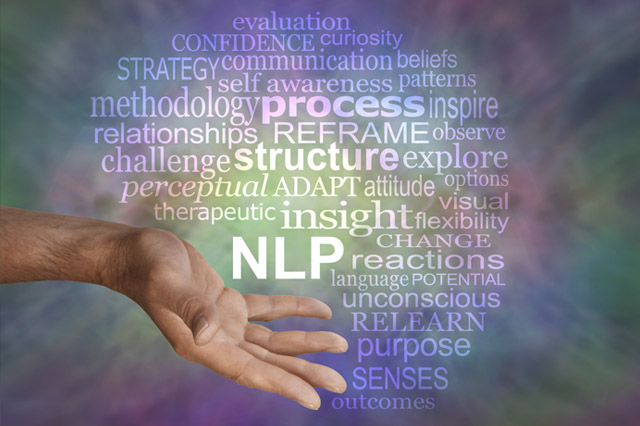 evaluation
CONFIDENCE curiosity
STRATEGY communication beliefs
self awareness patterns
methodology process inspire
relationships REFRAME observe
challenge structure explore
perceptual ADAPT attitude options
therapeutic insight visual
flexibility
NLP CHANGE
reactions
language POTENTIAL
unconscious
RELEARN
purpose
SENSES
outcomes